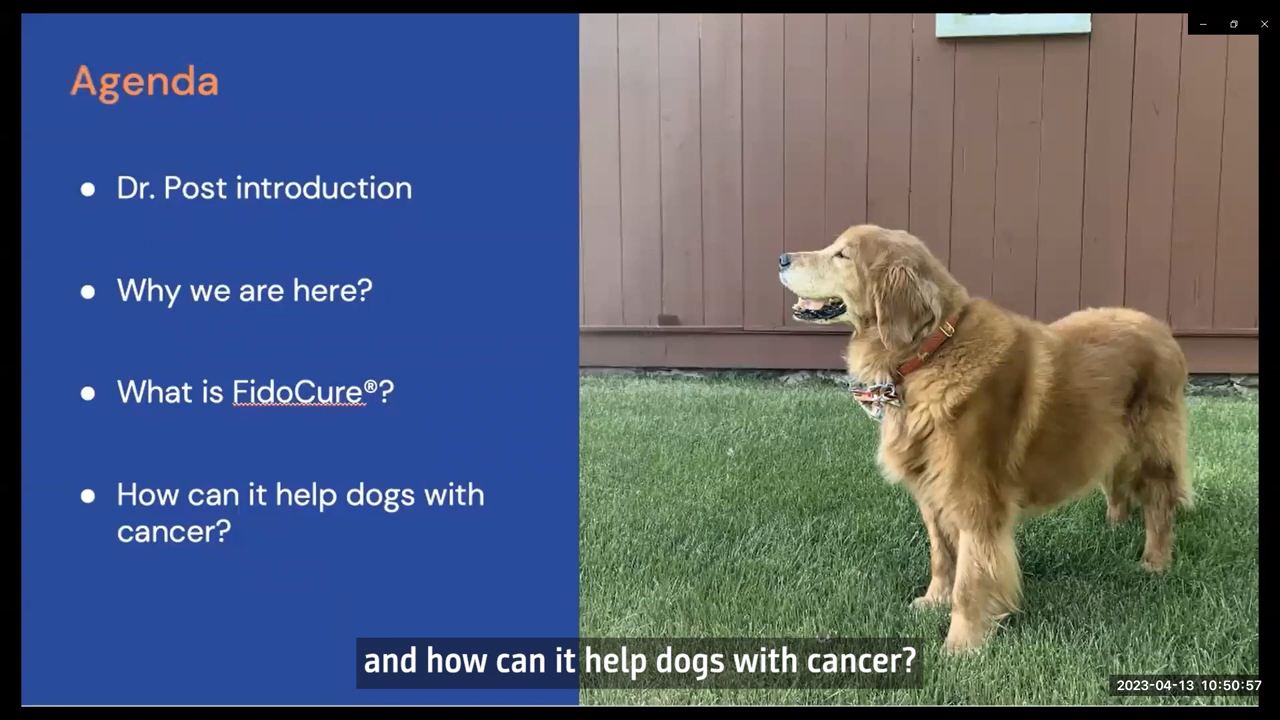 Agenda
● Dr. Post introduction
● Why we are here?
● What is FidoCure®?
● How can it help dogs with
cancer?
and how can it help dogs with cancer?
2023-04-13 10:50:57